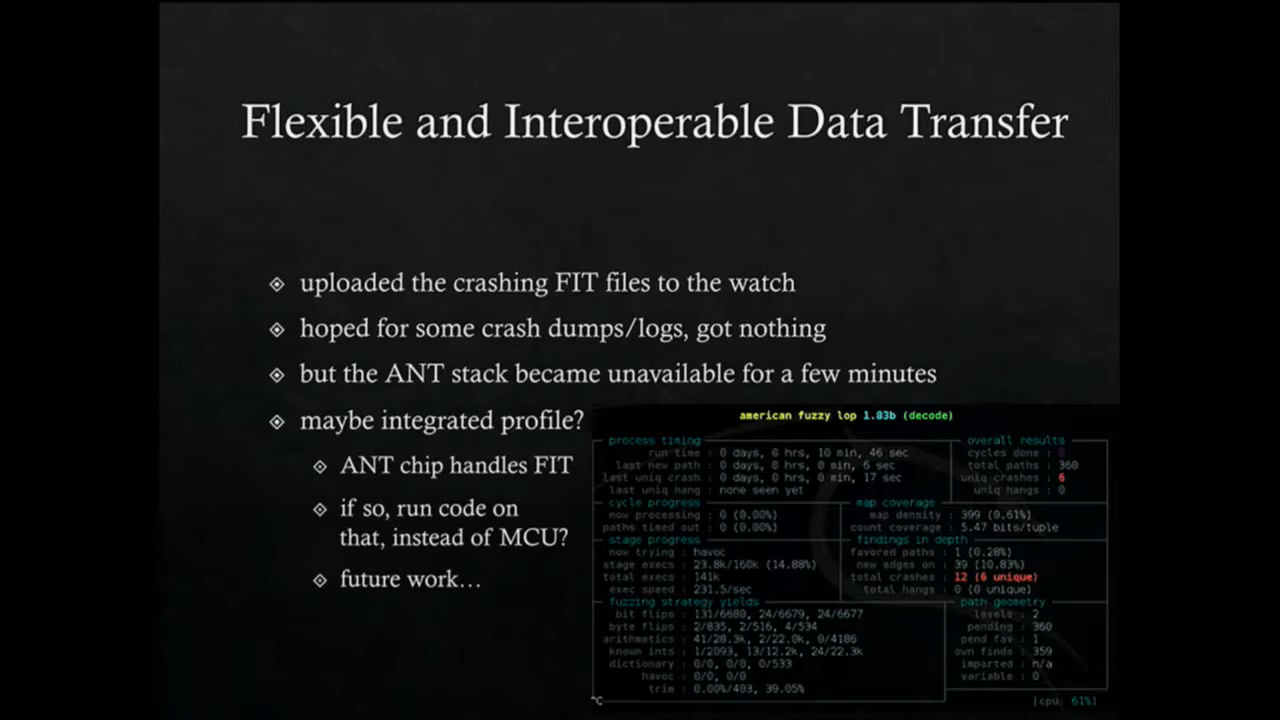 Flexible and Interoperable Data Transfer
uploaded the crashing FIT files to the watch
hoped for some crash dumps/logs, got nothing
but the ANT stack became unavailable for a few minutes
maybe integrated profile?
ANT chip handles FIT
if so, run code on
that, instead of MCU?
future work…
american fuzzy lop 1.83b (decode)
process timing
run time : 0 days, 0 hrs, 10 min, 46 sec
last new path : 0 days, 0 hrs, 0 min, 6 sec
last uniq crash : 0 days, 0 hrs, 0 min, 17 sec
last uniq hang : none seen yet
overall results
cycles done :
total paths : 360
uniq crashes : 6
uniq hangs : 0
cycle progress
now processing : 0 (0.00%)
paths timed out : 0 (0.00%)
map coverage
map density : 399 (0.61%)
count coverage : 5.47 bits/tuple
stage progress
now trying : havoc
stage execs : 23.8k/160k (14.88%)
total execs : 141k
exec speed : 231.5/sec
findings in depth
favored paths : 1 (0.28%)
new edges on : 39 (10.83%)
total crashes : 12 (6 unique)
total hangs : 0 (0 unique)
fuzzing strategy yields
bit flips : 131/6680, 24/6679, 24/6677
byte flips : 2/835, 2/516, 4/534
arithmetics : 41/28.3k, 2/22.0k, 0/4186
known ints : 1/2093, 13/12.2k, 24/22.3k
dictionary : 0/0, 0/0, 0/533
havoc : 0/0, 0/0
trim : 0.00%/403, 39.05%
path geometry
levels : 2
pending : 360
pend fav : 1
own finds : 359
imported : n/a
variable : 0
^C
[cpu: 61%]